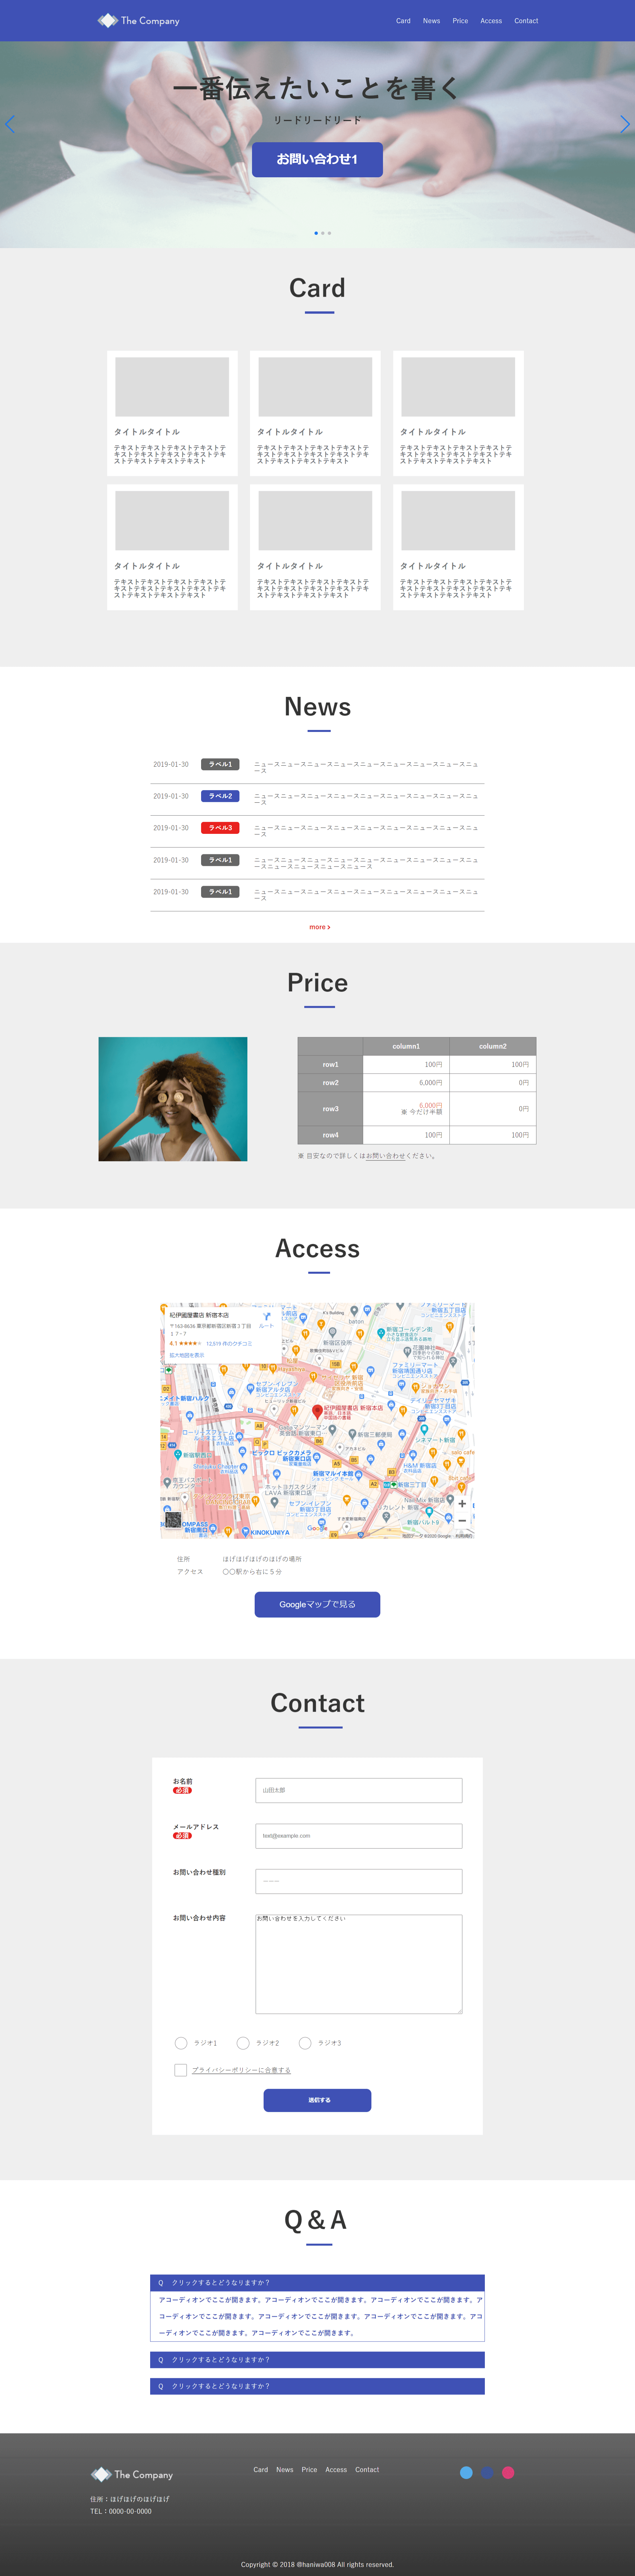 The Company
Card News Price Access Contact
一番伝えたいことを書く
リードリードリード
お問い合わせ1
Card
タイトルタイトル
テキストテキストテキストテキストテ
キストテキストテキストテキストテキ
ストテキストテキストテキスト
タイトルタイトル
テキストテキストテキストテキストテ
キストテキストテキストテキストテキ
ストテキストテキストテキスト
タイトルタイトル
テキストテキストテキストテキストテ
キストテキストテキストテキストテキ
ストテキストテキストテキスト
タイトルタイトル
テキストテキストテキストテキストテ
キストテキストテキストテキストテキ
ストテキストテキストテキスト
タイトルタイトル
テキストテキストテキストテキストテ
キストテキストテキストテキストテキ
ストテキストテキストテキスト
タイトルタイトル
テキストテキストテキストテキストテ
キストテキストテキストテキストテキ
ストテキストテキストテキスト
News
2019-01-30 ラベル1 ニュースニュースニュースニュースニュースニュースニュースニュースニュ
ース
2019-01-30 ラベル2 ニュースニュースニュースニュースニュースニュースニュースニュースニュ
ース
2019-01-30 ラベル3 ニュースニュースニュースニュースニュースニュースニュースニュースニュ
ース
2019-01-30 ラベル1 ニュースニュースニュースニュースニュースニュースニュースニュースニュ
ースニュースニュースニュースニュース
2019-01-30 ラベル1 ニュースニュースニュースニュースニュースニュースニュースニュースニュ
ース
more
Price
column1 column2
row1 100円 100円
row2 6,000円 0円
row3 6,000円 0円
※ 今だけ半額
row4 100円 100円
※ 目安なので詳しくはお問い合わせください。
Access
紀伊國屋書店 新宿本店
〒163-8636 東京都新宿区新宿３丁目
１７−７
ルート
4.1
拡大地図を表示
新宿区役所
花園神社
セブン-イレブン
ビックロ ビックカメラ
新宿東口店
新宿マルイ本館
新宿三丁目
KINOKUNIYA
Google
住所 ほげほげほげのほげの場所
アクセス 〇〇駅から右に５分
Googleマップで見る
Contact
お名前
必須
山田太郎
メールアドレス
必須
text@example.com
お問い合わせ種別
ーーー
お問い合わせ内容
お問い合わせを入力してください
ラジオ1 ラジオ2 ラジオ3
プライバシーポリシーに合意する
送信する
Q＆A
Q クリックするとどうなりますか？
アコーディオンでここが開きます。アコーディオンでここが開きます。アコーディオンでここが開きます。ア
コーディオンでここが開きます。アコーディオンでここが開きます。アコーディオンでここが開きます。アコ
ーディオンでここが開きます。アコーディオンでここが開きます。
Q クリックするとどうなりますか？
Q クリックするとどうなりますか？
The Company
Card News Price Access Contact
住所：ほげほげのほげほげ
TEL：0000-00-0000
Copyright © 2018 @haniwa008 All rights reserved.